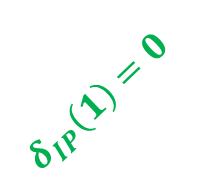 δ_IP(1) = 0